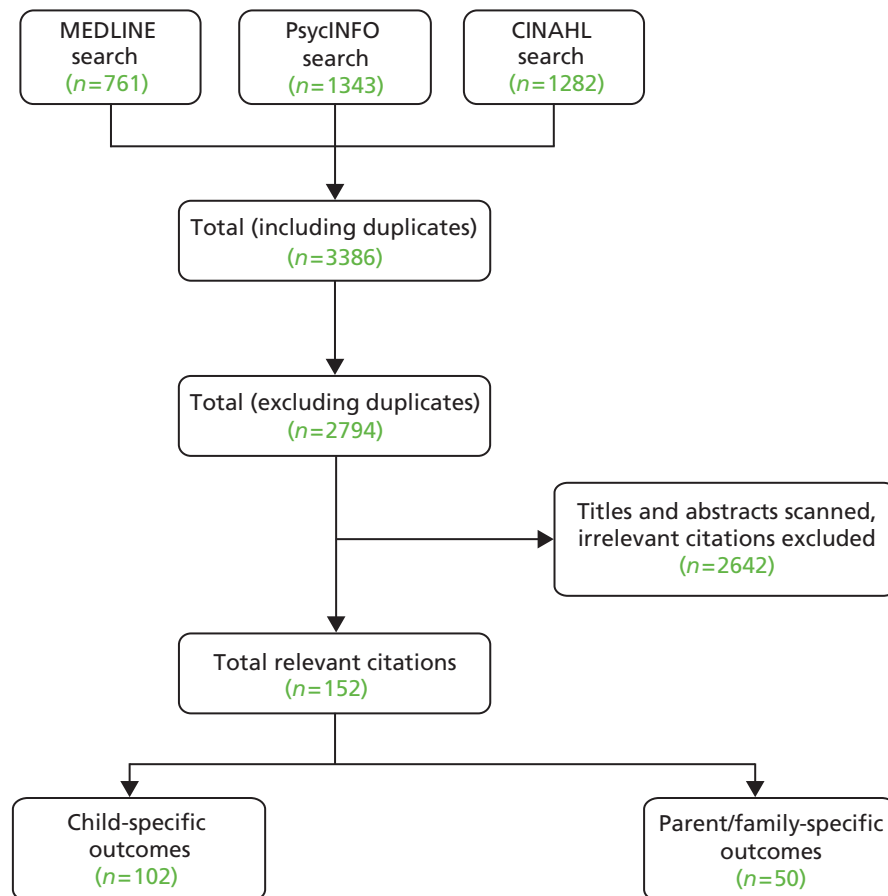 MEDLINE
search
(n=761)
PsycINFO
search
(n=1343)
CINAHL
search
(n=1282)
Total (including duplicates)
(n=3386)
Total (excluding duplicates)
(n=2794)
Titles and abstracts scanned,
irrelevant citations excluded
(n=2642)
Total relevant citations
(n=152)
Child-specific
outcomes
(n=102)
Parent/family-specific
outcomes
(n=50)